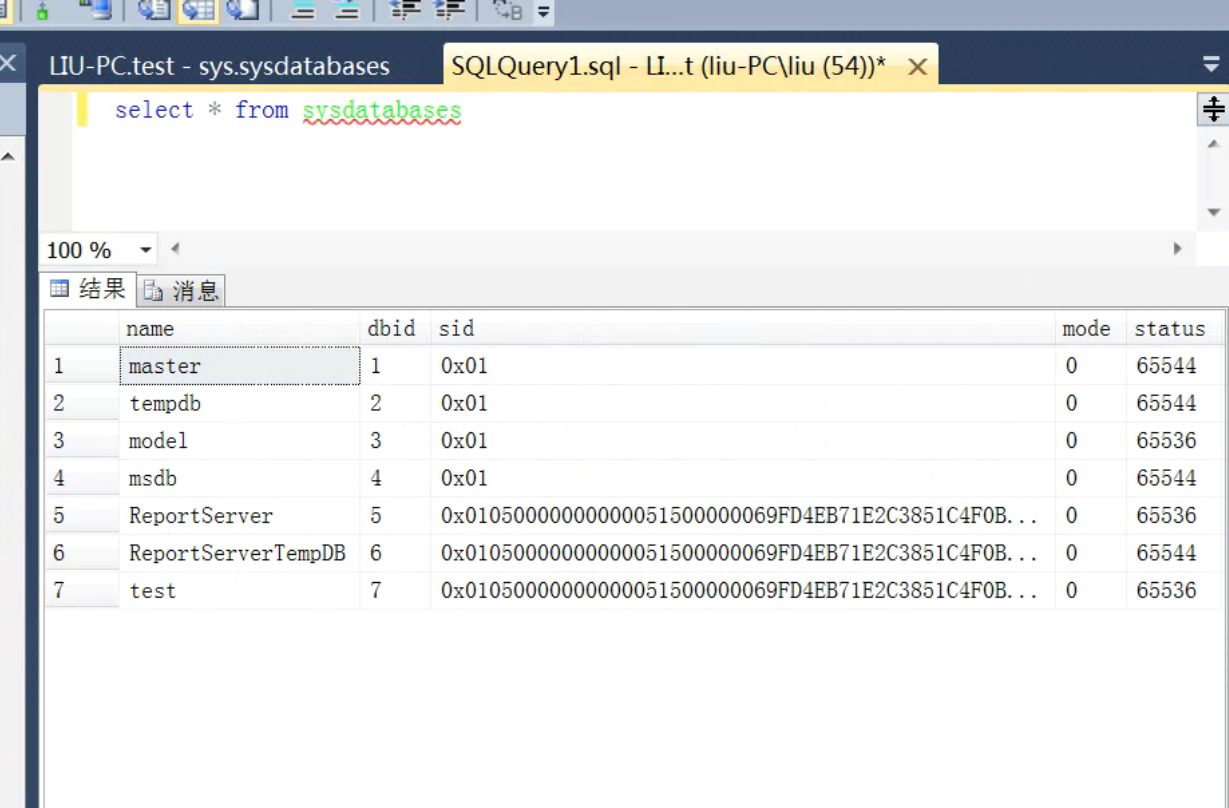 LIU-PC.test - sys.sysdatabases
SQLQuery1.sql - LI...t (liu-PC\liu (54))*
select * from sysdatabases
100 %
结果 消息
name dbid sid mode status
1 master 1 0x01 0 65544
2 tempdb 2 0x01 0 65544
3 model 3 0x01 0 65536
4 msdb 4 0x01 0 65544
5 ReportServer 5 0x01050000000000051500000069FD4EB71E2C3851C4F0B... 0 65536
6 ReportServerTempDB 6 0x01050000000000051500000069FD4EB71E2C3851C4F0B... 0 65544
7 test 7 0x01050000000000051500000069FD4EB71E2C3851C4F0B... 0 65536